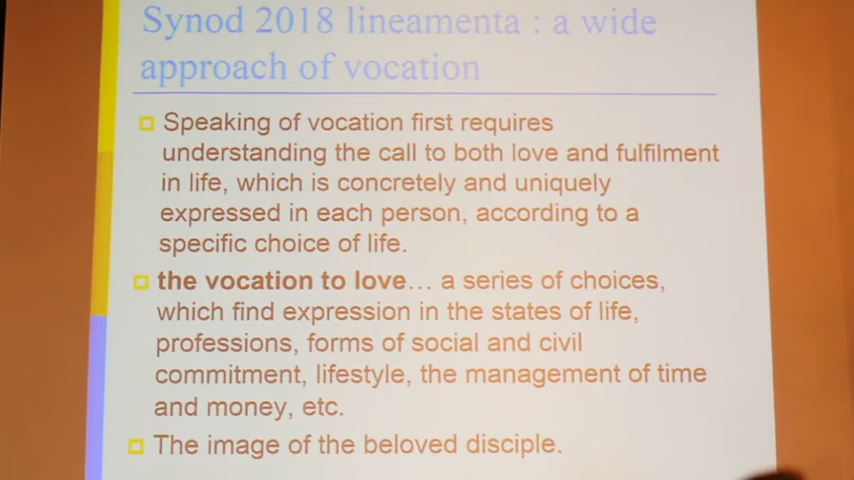 Synod 2018 lineamenta : a wide
approach of vocation
Speaking of vocation first requires
understanding the call to both love and fulfilment
in life, which is concretely and uniquely
expressed in each person, according to a
specific choice of life.
the vocation to love… a series of choices,
which find expression in the states of life,
professions, forms of social and civil
commitment, lifestyle, the management of time
and money, etc.
The image of the beloved disciple.